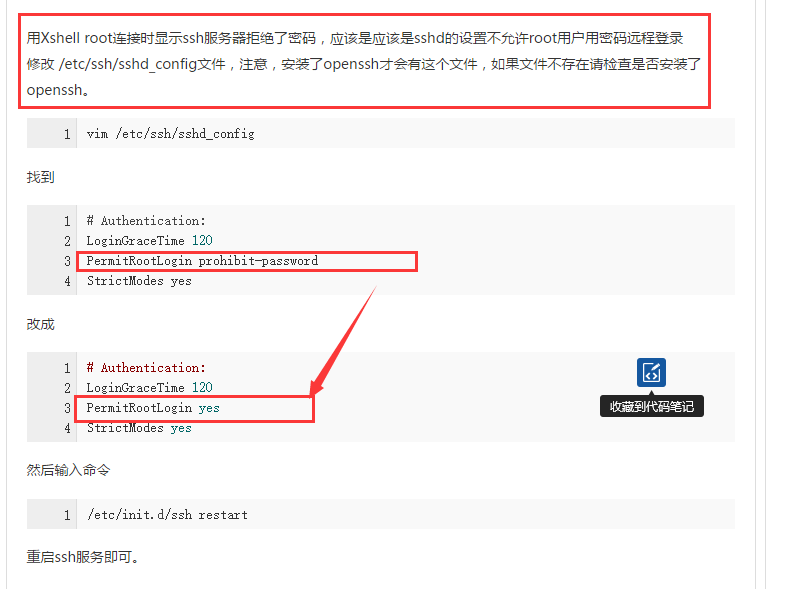 用Xshell root连接时显示ssh服务器拒绝了密码，应该是应该是sshd的设置不允许root用户用密码远程登录
修改 /etc/ssh/sshd_config文件，注意，安装了openssh才会有这个文件，如果文件不存在请检查是否安装了
openssh。
1 vim /etc/ssh/sshd_config
找到
1 # Authentication:
2 LoginGraceTime 120
3 PermitRootLogin prohibit-password
4 StrictModes yes
改成
1 # Authentication:
2 LoginGraceTime 120
3 PermitRootLogin yes
4 StrictModes yes
收藏到代码笔记
然后输入命令
1 /etc/init.d/ssh restart
重启ssh服务即可。